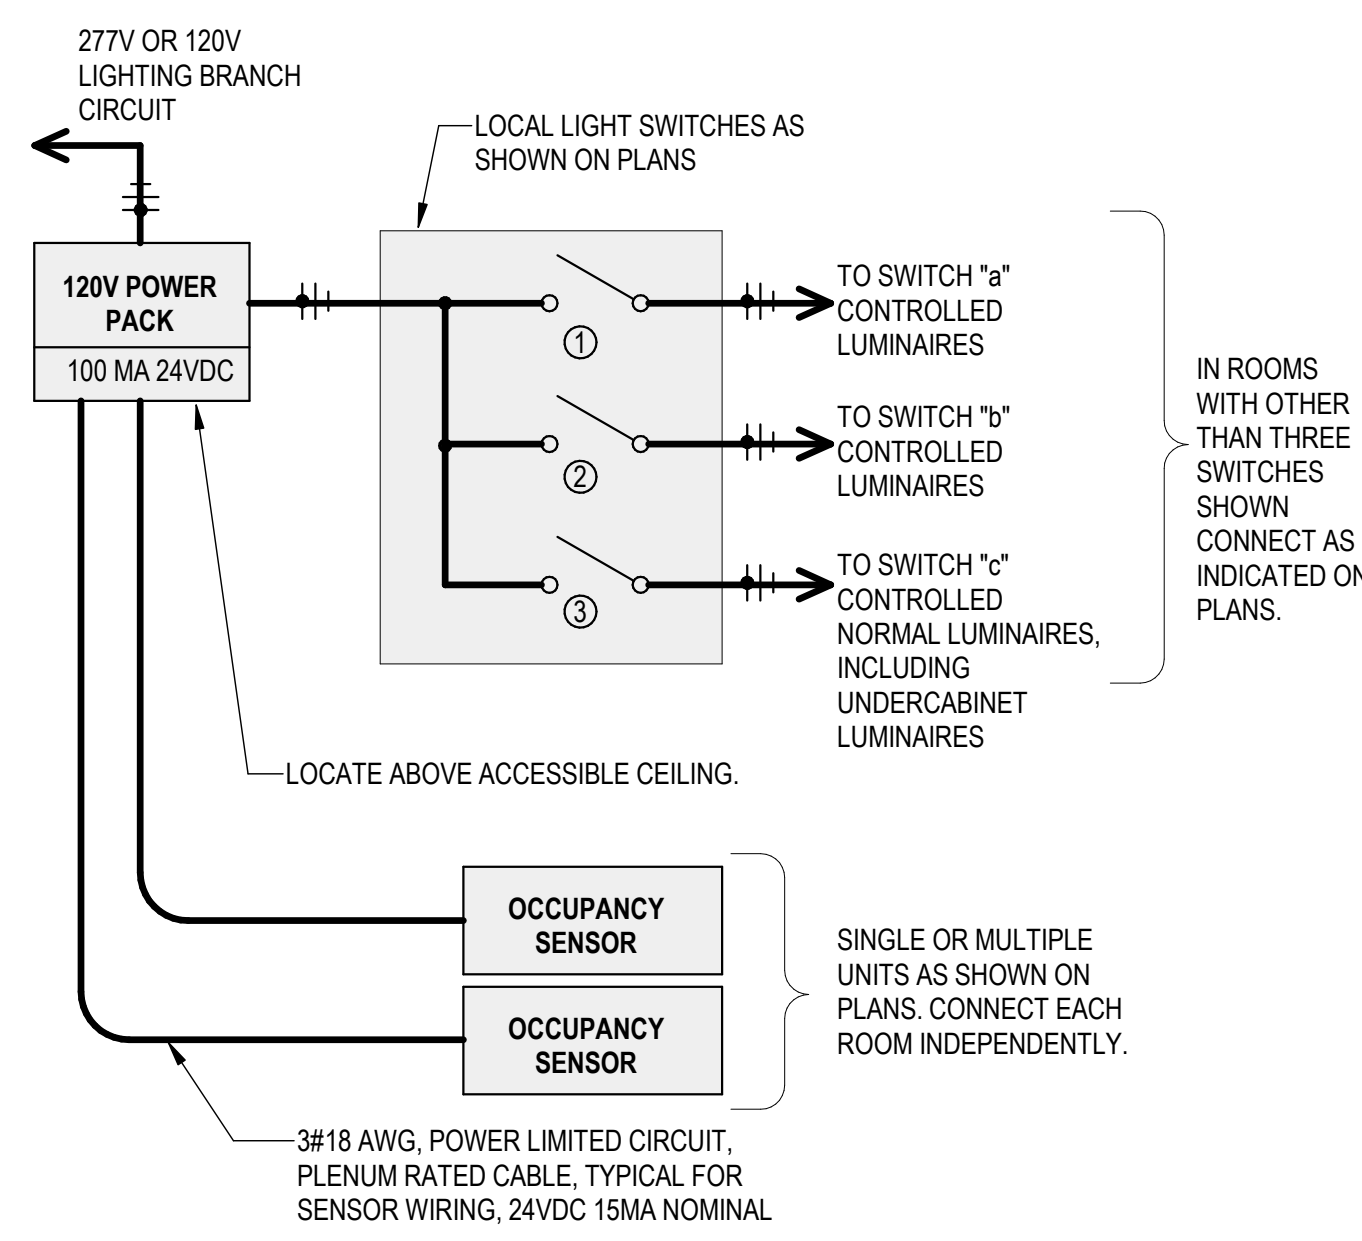 277V OR 120V
LIGHTING BRANCH
CIRCUIT
LOCAL LIGHT SWITCHES AS
SHOWN ON PLANS
120V POWER
PACK
100 MA 24VDC
1
2
3
TO SWITCH "a"
CONTROLLED
LUMINAIRES
TO SWITCH "b"
CONTROLLED
LUMINAIRES
TO SWITCH "c"
CONTROLLED
NORMAL LUMINAIRES,
INCLUDING
UNDERCABINET
LUMINAIRES
IN ROOMS
WITH OTHER
THAN THREE
SWITCHES
SHOWN
CONNECT AS
INDICATED ON
PLANS.
LOCATE ABOVE ACCESSIBLE CEILING.
OCCUPANCY
SENSOR
OCCUPANCY
SENSOR
SINGLE OR MULTIPLE
UNITS AS SHOWN ON
PLANS. CONNECT EACH
ROOM INDEPENDENTLY.
3#18 AWG, POWER LIMITED CIRCUIT,
PLENUM RATED CABLE, TYPICAL FOR
SENSOR WIRING, 24VDC 15MA NOMINAL